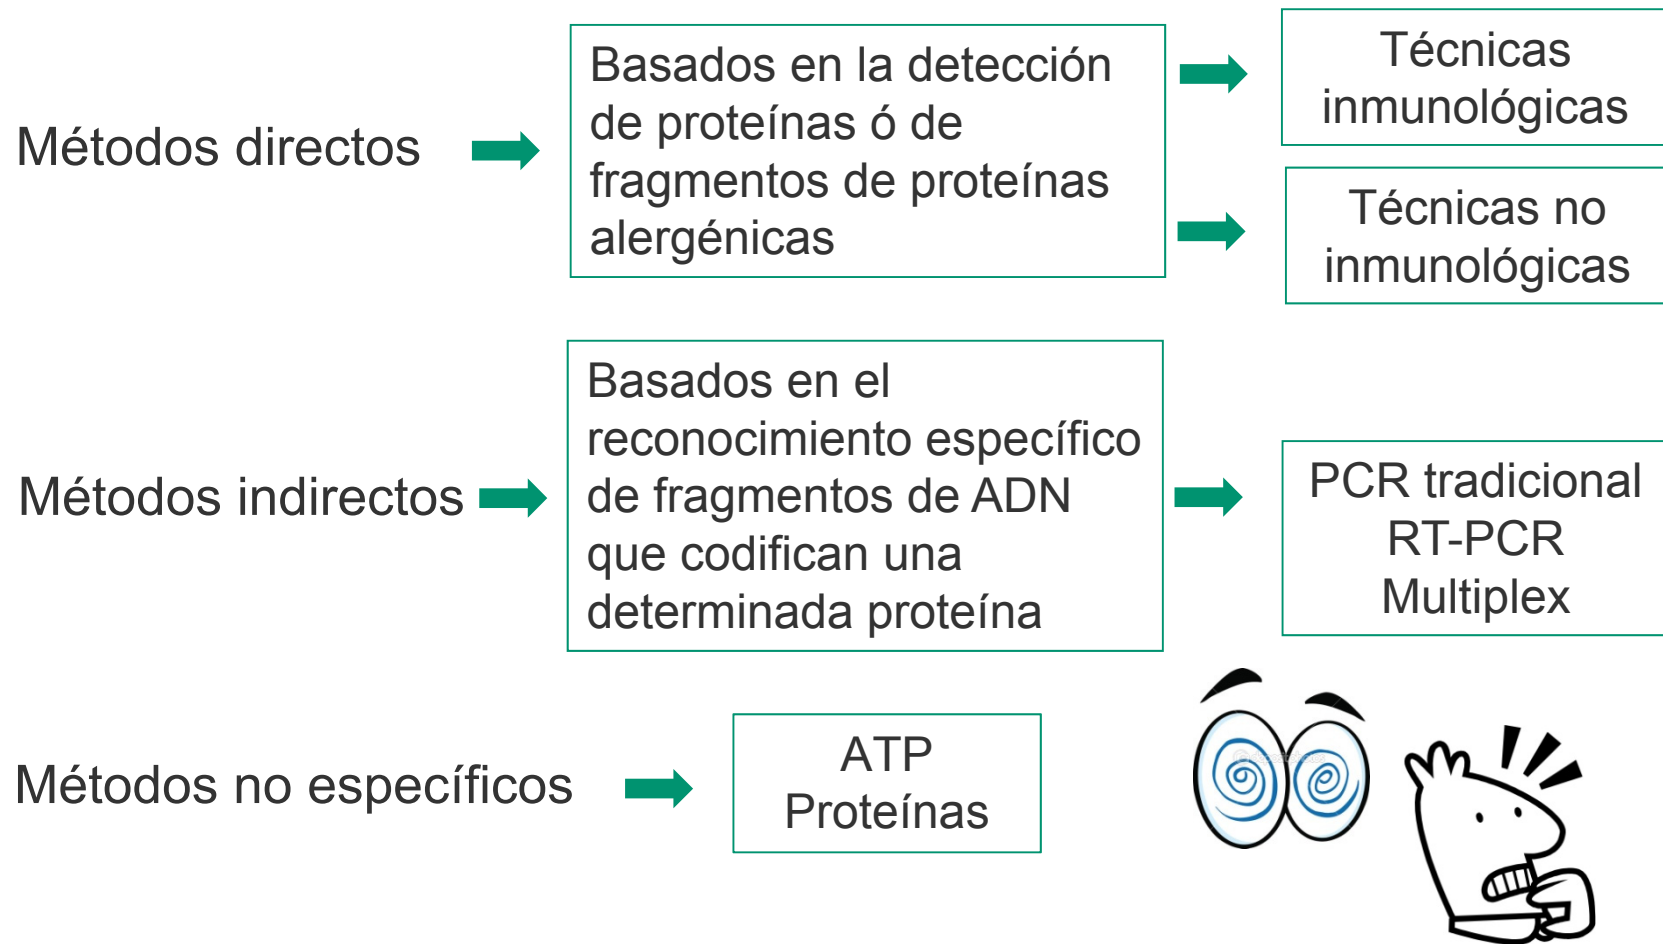 Métodos directos
Basados en la detección
de proteínas ó de
fragmentos de proteínas
alergénicas
Técnicas
inmunológicas
Técnicas no
inmunológicas
Métodos indirectos
Basados en el
reconocimiento específico
de fragmentos de ADN
que codifican una
determinada proteína
PCR tradicional
RT-PCR
Multiplex
Métodos no específicos
ATP
Proteínas